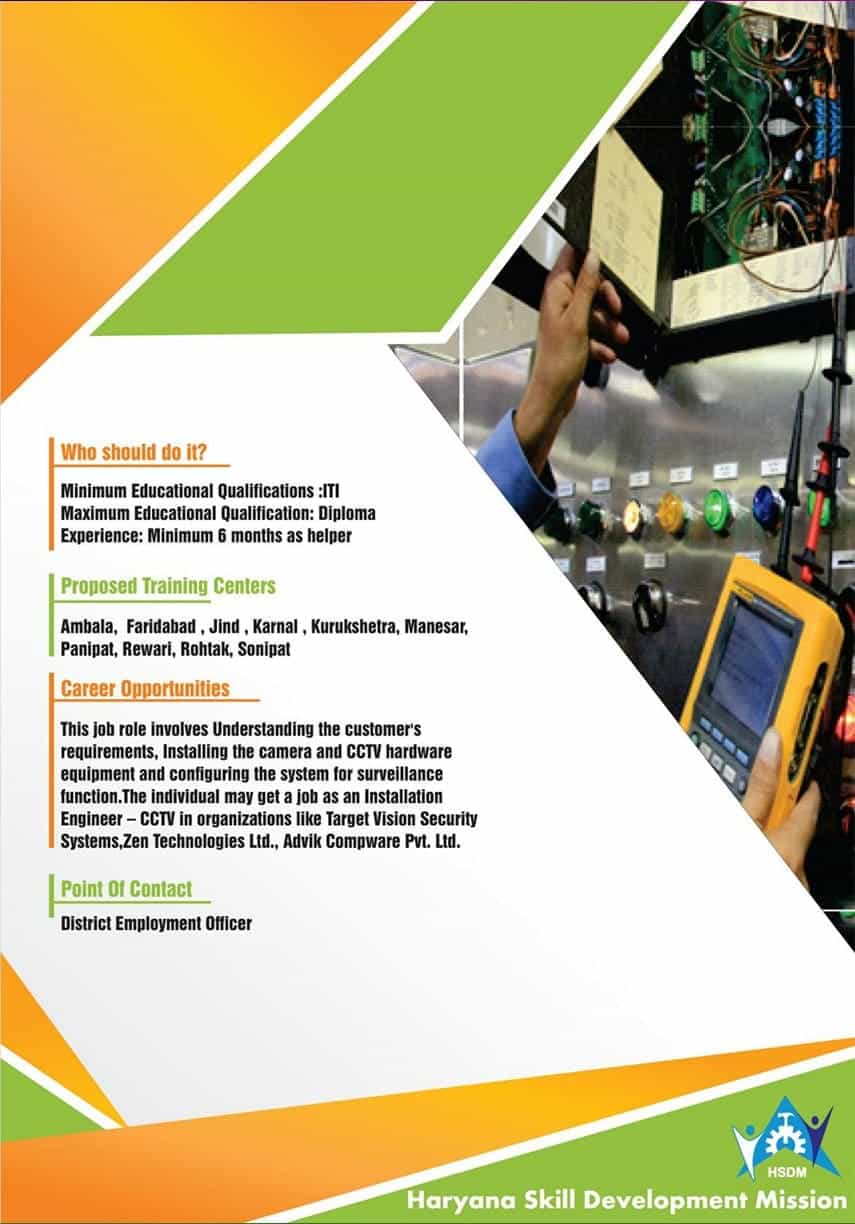 Who should do it?
Minimum Educational Qualifications :ITI
Maximum Educational Qualification: Diploma
Experience: Minimum 6 months as helper
Proposed Training Centers
Ambala,  Faridabad , Jind , Karnal , Kurukshetra, Manesar,
Panipat, Rewari, Rohtak, Sonipat
Career Opportunities
This job role involves Understanding the customer's
requirements, Installing the camera and CCTV hardware
equipment and configuring the system for surveillance
function.The individual may get a job as an Installation
Engineer – CCTV in organizations like Target Vision Security
Systems,Zen Technologies Ltd., Advik Compware Pvt. Ltd.
Point Of Contact
District Employment Officer
HSDM
Haryana Skill Development Mission